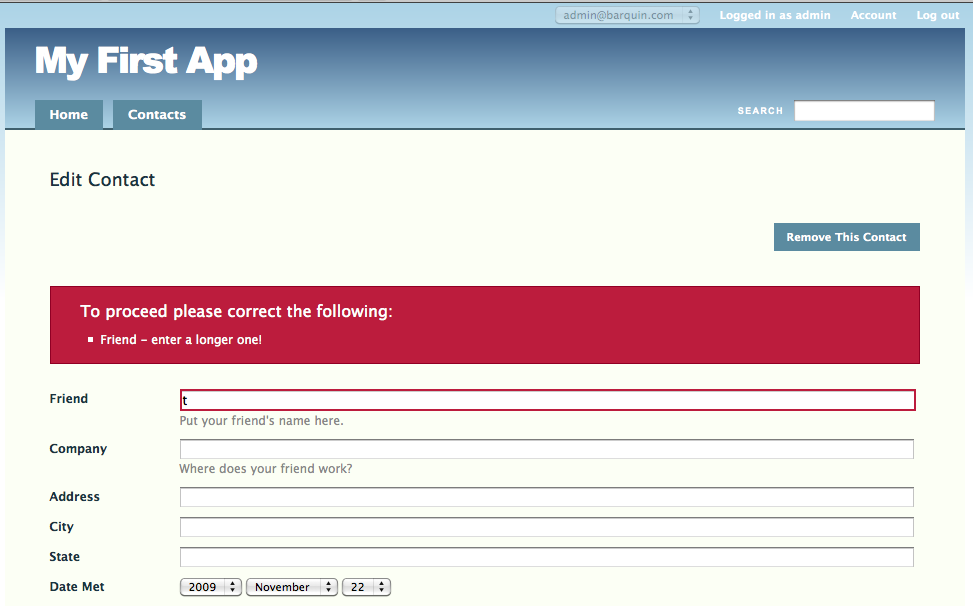 admin@barquin.com Logged in as admin Account Log out
My First App
Home Contacts SEARCH
Edit Contact
Remove This Contact
To proceed please correct the following:
Friend – enter a longer one!
Friend t
Put your friend's name here.
Company
Where does your friend work?
Address
City
State
Date Met 2009 November 22